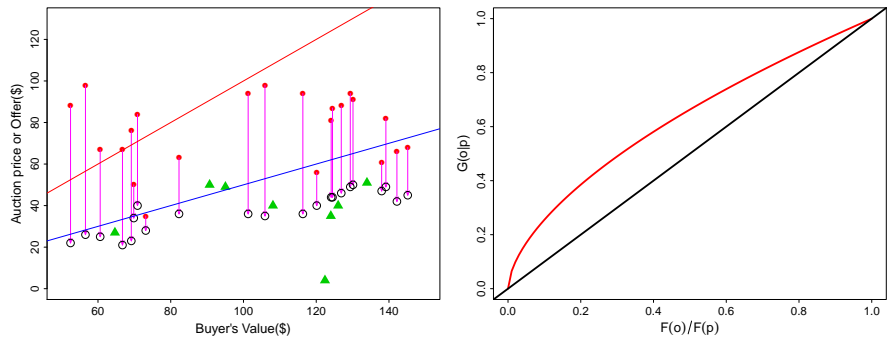 Auction price or Offer($)
0 20 40 60 80 100 120
60 80 100 120 140
Buyer's Value($)
G(o|p)
0.0 0.2 0.4 0.6 0.8 1.0
0.0 0.2 0.4 0.6 0.8 1.0
F(o)/F(p)